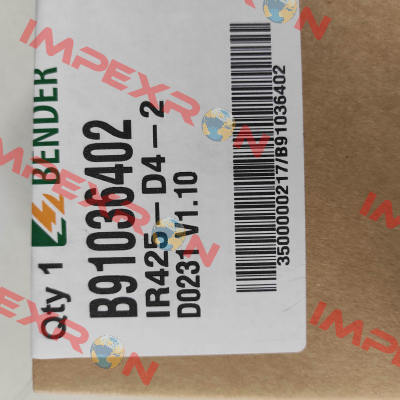 Qty 1
BENDER
B91036402
IR425-D4-2
D0231 V1.10
3500000217/B91036402
IMPEXRON
IMPEXRON
IMPEXRON
IMPEXRON